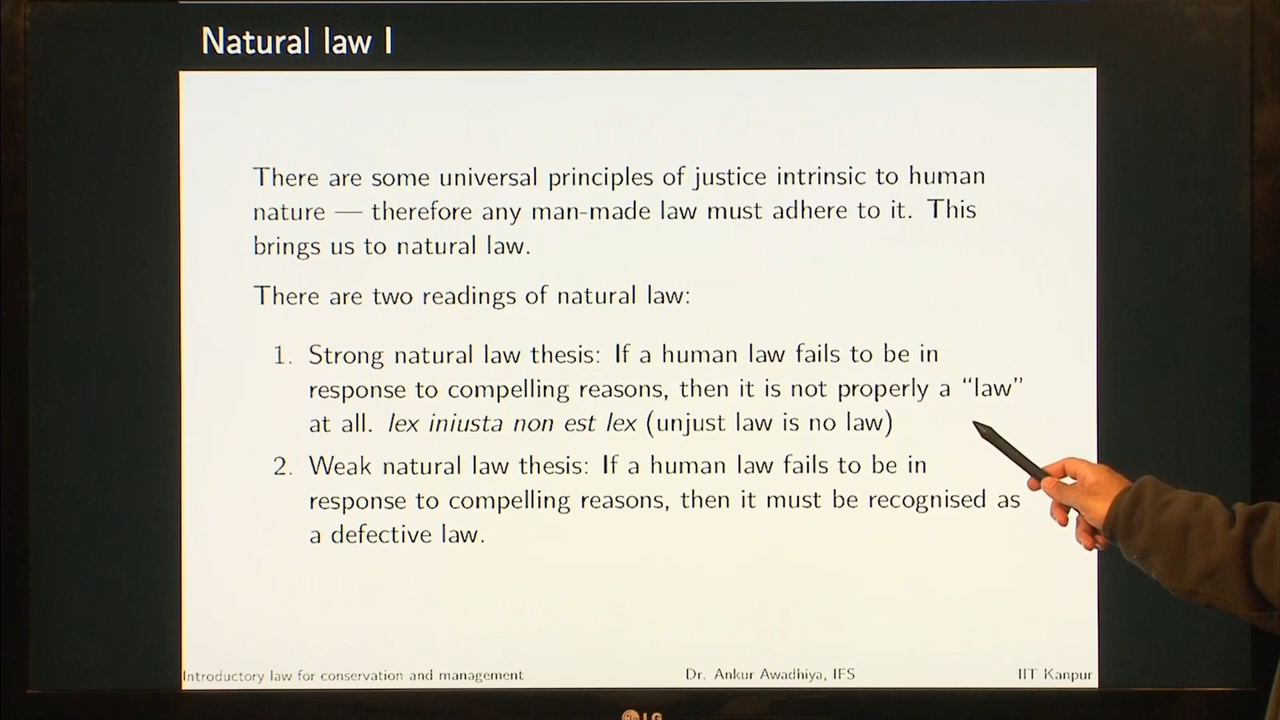 Natural law I
There are some universal principles of justice intrinsic to human
nature — therefore any man-made law must adhere to it. This
brings us to natural law.
There are two readings of natural law:
1. Strong natural law thesis: If a human law fails to be in
response to compelling reasons, then it is not properly a “law”
at all. lex iniusta non est lex (unjust law is no law)
2. Weak natural law thesis: If a human law fails to be in
response to compelling reasons, then it must be recognised as
a defective law.
Introductory law for conservation and management Dr. Ankur Awadhiya, IFS IIT Kanpur
LG